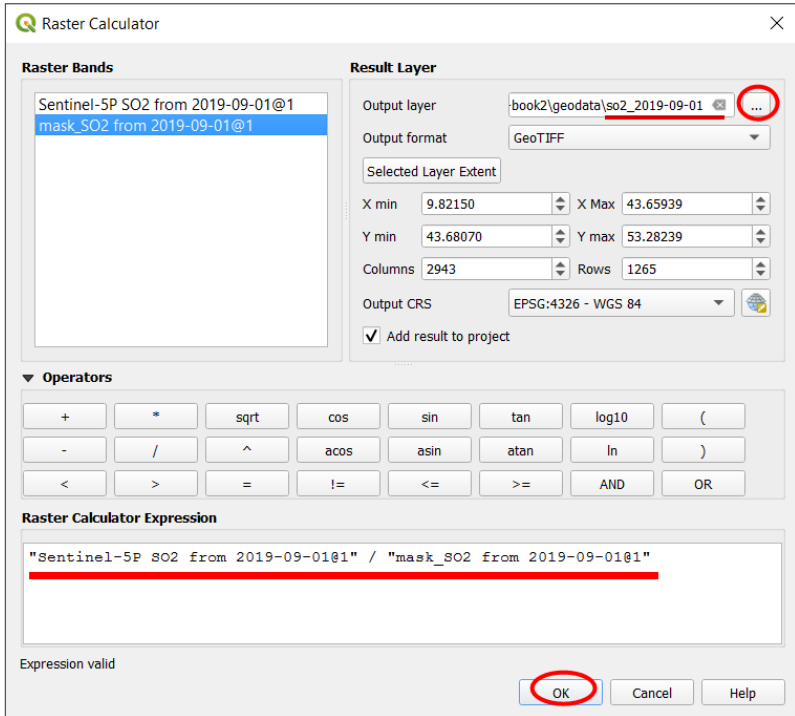 Raster Calculator
Raster Bands
Sentinel-5P SO2 from 2019-09-01@1
mask_SO2 from 2019-09-01@1
Result Layer
Output layer -book2\geodata\so2_2019-09-01 ...
Output format GeoTIFF
Selected Layer Extent
X min 9.82150 X Max 43.65939
Y min 43.68070 Y max 53.28239
Columns 2943 Rows 1265
Output CRS EPSG:4326 - WGS 84
Add result to project
Operators
+ * sqrt cos sin tan log10 (
- / ^ acos asin atan ln )
< > = != <= >= AND OR
Raster Calculator Expression
"Sentinel-5P SO2 from 2019-09-01@1" / "mask_SO2 from 2019-09-01@1"
Expression valid
OK Cancel Help